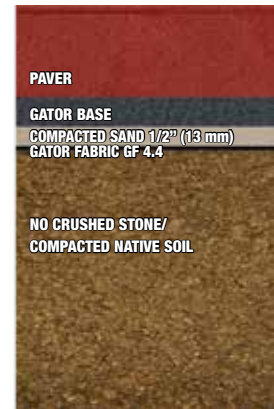 PAVER
GATOR BASE
COMPACTED SAND 1/2” (13 mm)
GATOR FABRIC GF 4.4
NO CRUSHED STONE/
COMPACTED NATIVE SOIL